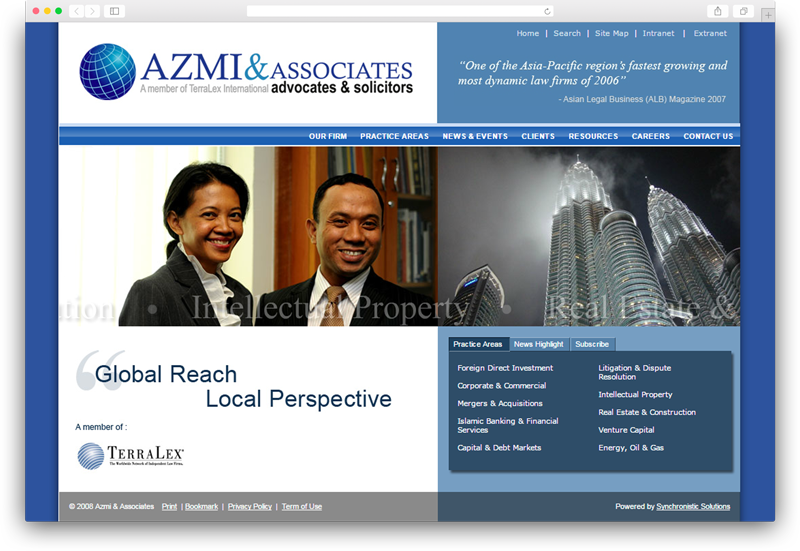 Home | Search | Site Map | Intranet | Extranet
AZMI & ASSOCIATES
A member of TerraLex International advocates & solicitors
“One of the Asia-Pacific region’s fastest growing and
most dynamic law firms of 2006”
- Asian Legal Business (ALB) Magazine 2007
OUR FIRM PRACTICE AREAS NEWS & EVENTS CLIENTS RESOURCES CAREERS CONTACT US
• Intellectual Property • Real Estate &
“Global Reach
Local Perspective
A member of :
TERRALEX
The Worldwide Network of Independent Law Firms.
Practice Areas News Highlight Subscribe
Foreign Direct Investment
Corporate & Commercial
Mergers & Acquisitions
Islamic Banking & Financial
Services
Capital & Debt Markets
Litigation & Dispute
Resolution
Intellectual Property
Real Estate & Construction
Venture Capital
Energy, Oil & Gas
© 2008 Azmi & Associates Print | Bookmark | Privacy Policy | Term of Use
Powered by Synchronistic Solutions